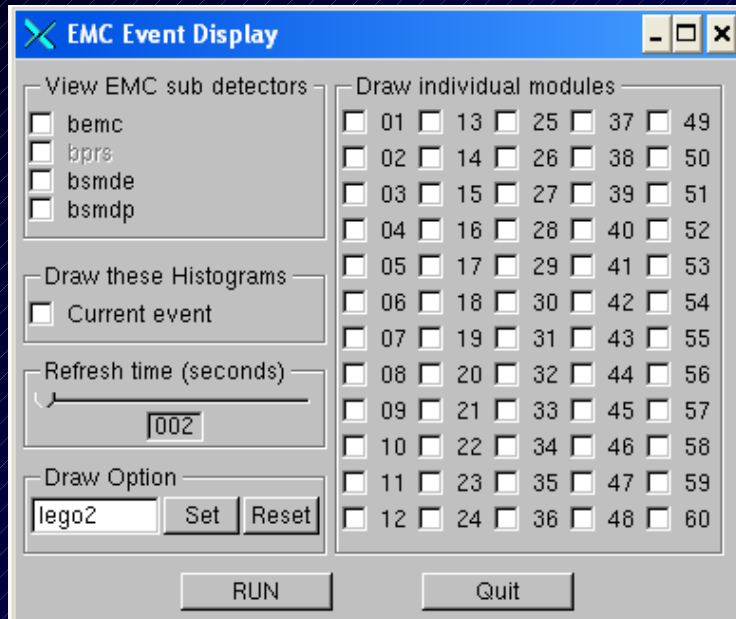 EMC Event Display
View EMC sub detectors
bemc
bprs
bsmde
bsmdp
Draw these Histograms
Current event
Refresh time (seconds)
002
Draw Option
lego2 Set Reset
Draw individual modules
01 13 25 37 49
02 14 26 38 50
03 15 27 39 51
04 16 28 40 52
05 17 29 41 53
06 18 30 42 54
07 19 31 43 55
08 20 32 44 56
09 21 33 45 57
10 22 34 46 58
11 23 35 47 59
12 24 36 48 60
RUN Quit